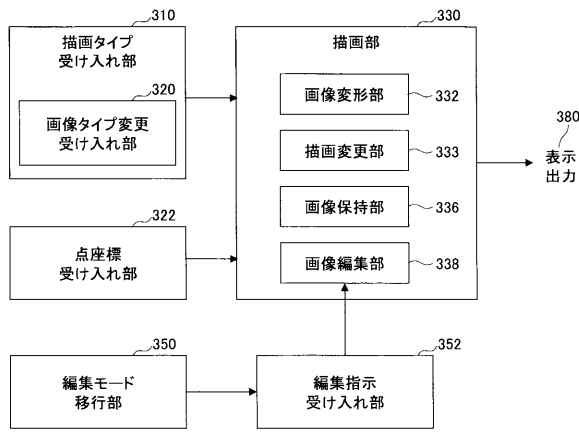 310
描画タイプ
受け入れ部
320
画像タイプ変更
受け入れ部
330
描画部
画像変形部
332
描画変更部
333
画像保持部
336
画像編集部
338
380
表示
出力
322
点座標
受け入れ部
350
編集モード
移行部
352
編集指示
受け入れ部